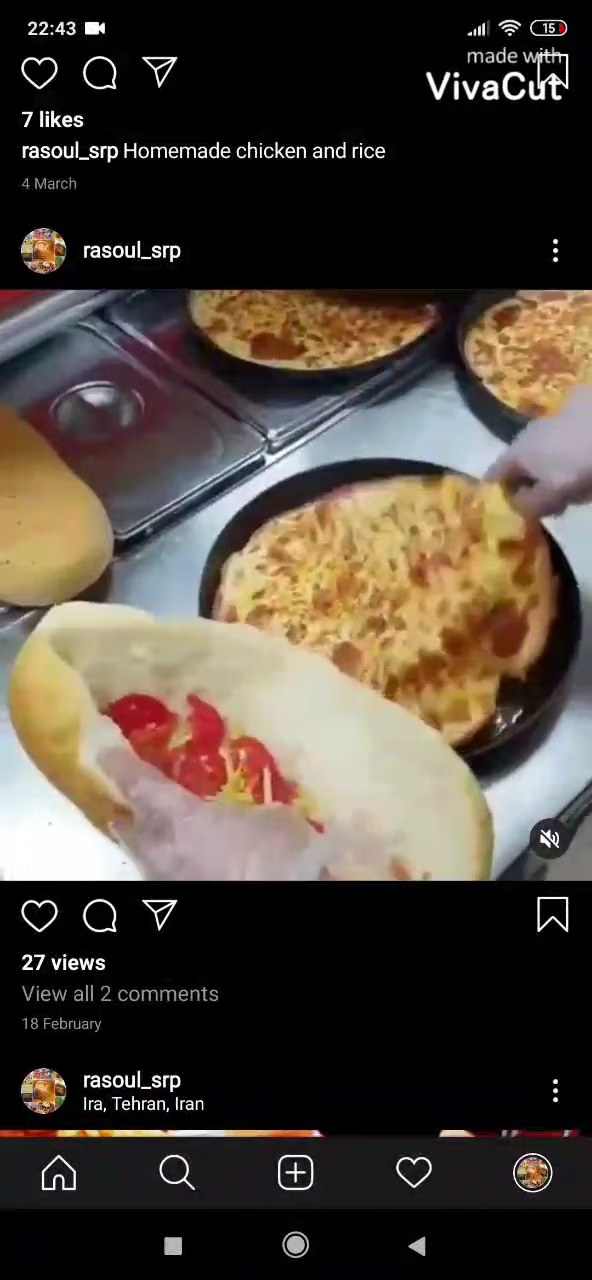 22:43
15
made with
VivaCut
7 likes
rasoul_srp Homemade chicken and rice
4 March
rasoul_srp
27 views
View all 2 comments
18 February
rasoul_srp
Ira, Tehran, Iran